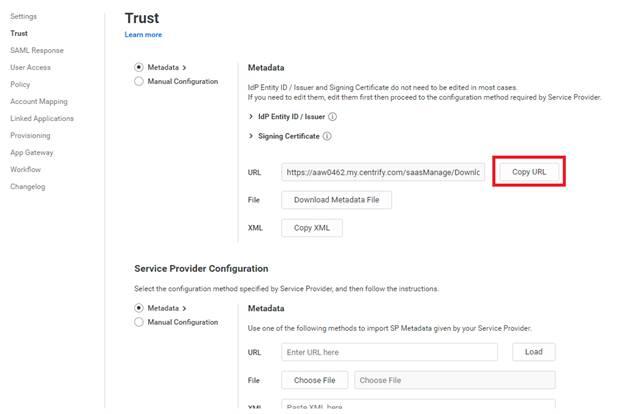 Settings
Trust
SAML Response
User Access
Policy
Account Mapping
Linked Applications
Provisioning
App Gateway
Workflow
Changelog
Trust
Learn more
Metadata
Manual Configuration
Metadata
IdP Entity ID / Issuer and Signing Certificate do not need to be edited in most cases.
If you need to edit them, edit them first then proceed to the configuration method required by Service Provider.
IdP Entity ID / Issuer
Signing Certificate
URL https://aaw0462.my.centrify.com/saasManage/Downlo Copy URL
File Download Metadata File
XML Copy XML
Service Provider Configuration
Select the configuration method specified by Service Provider, and then follow the instructions.
Metadata
Manual Configuration
Metadata
Use one of the following methods to import SP Metadata given by your Service Provider.
URL Enter URL here Load
File Choose File Choose File
XML Paste XML here